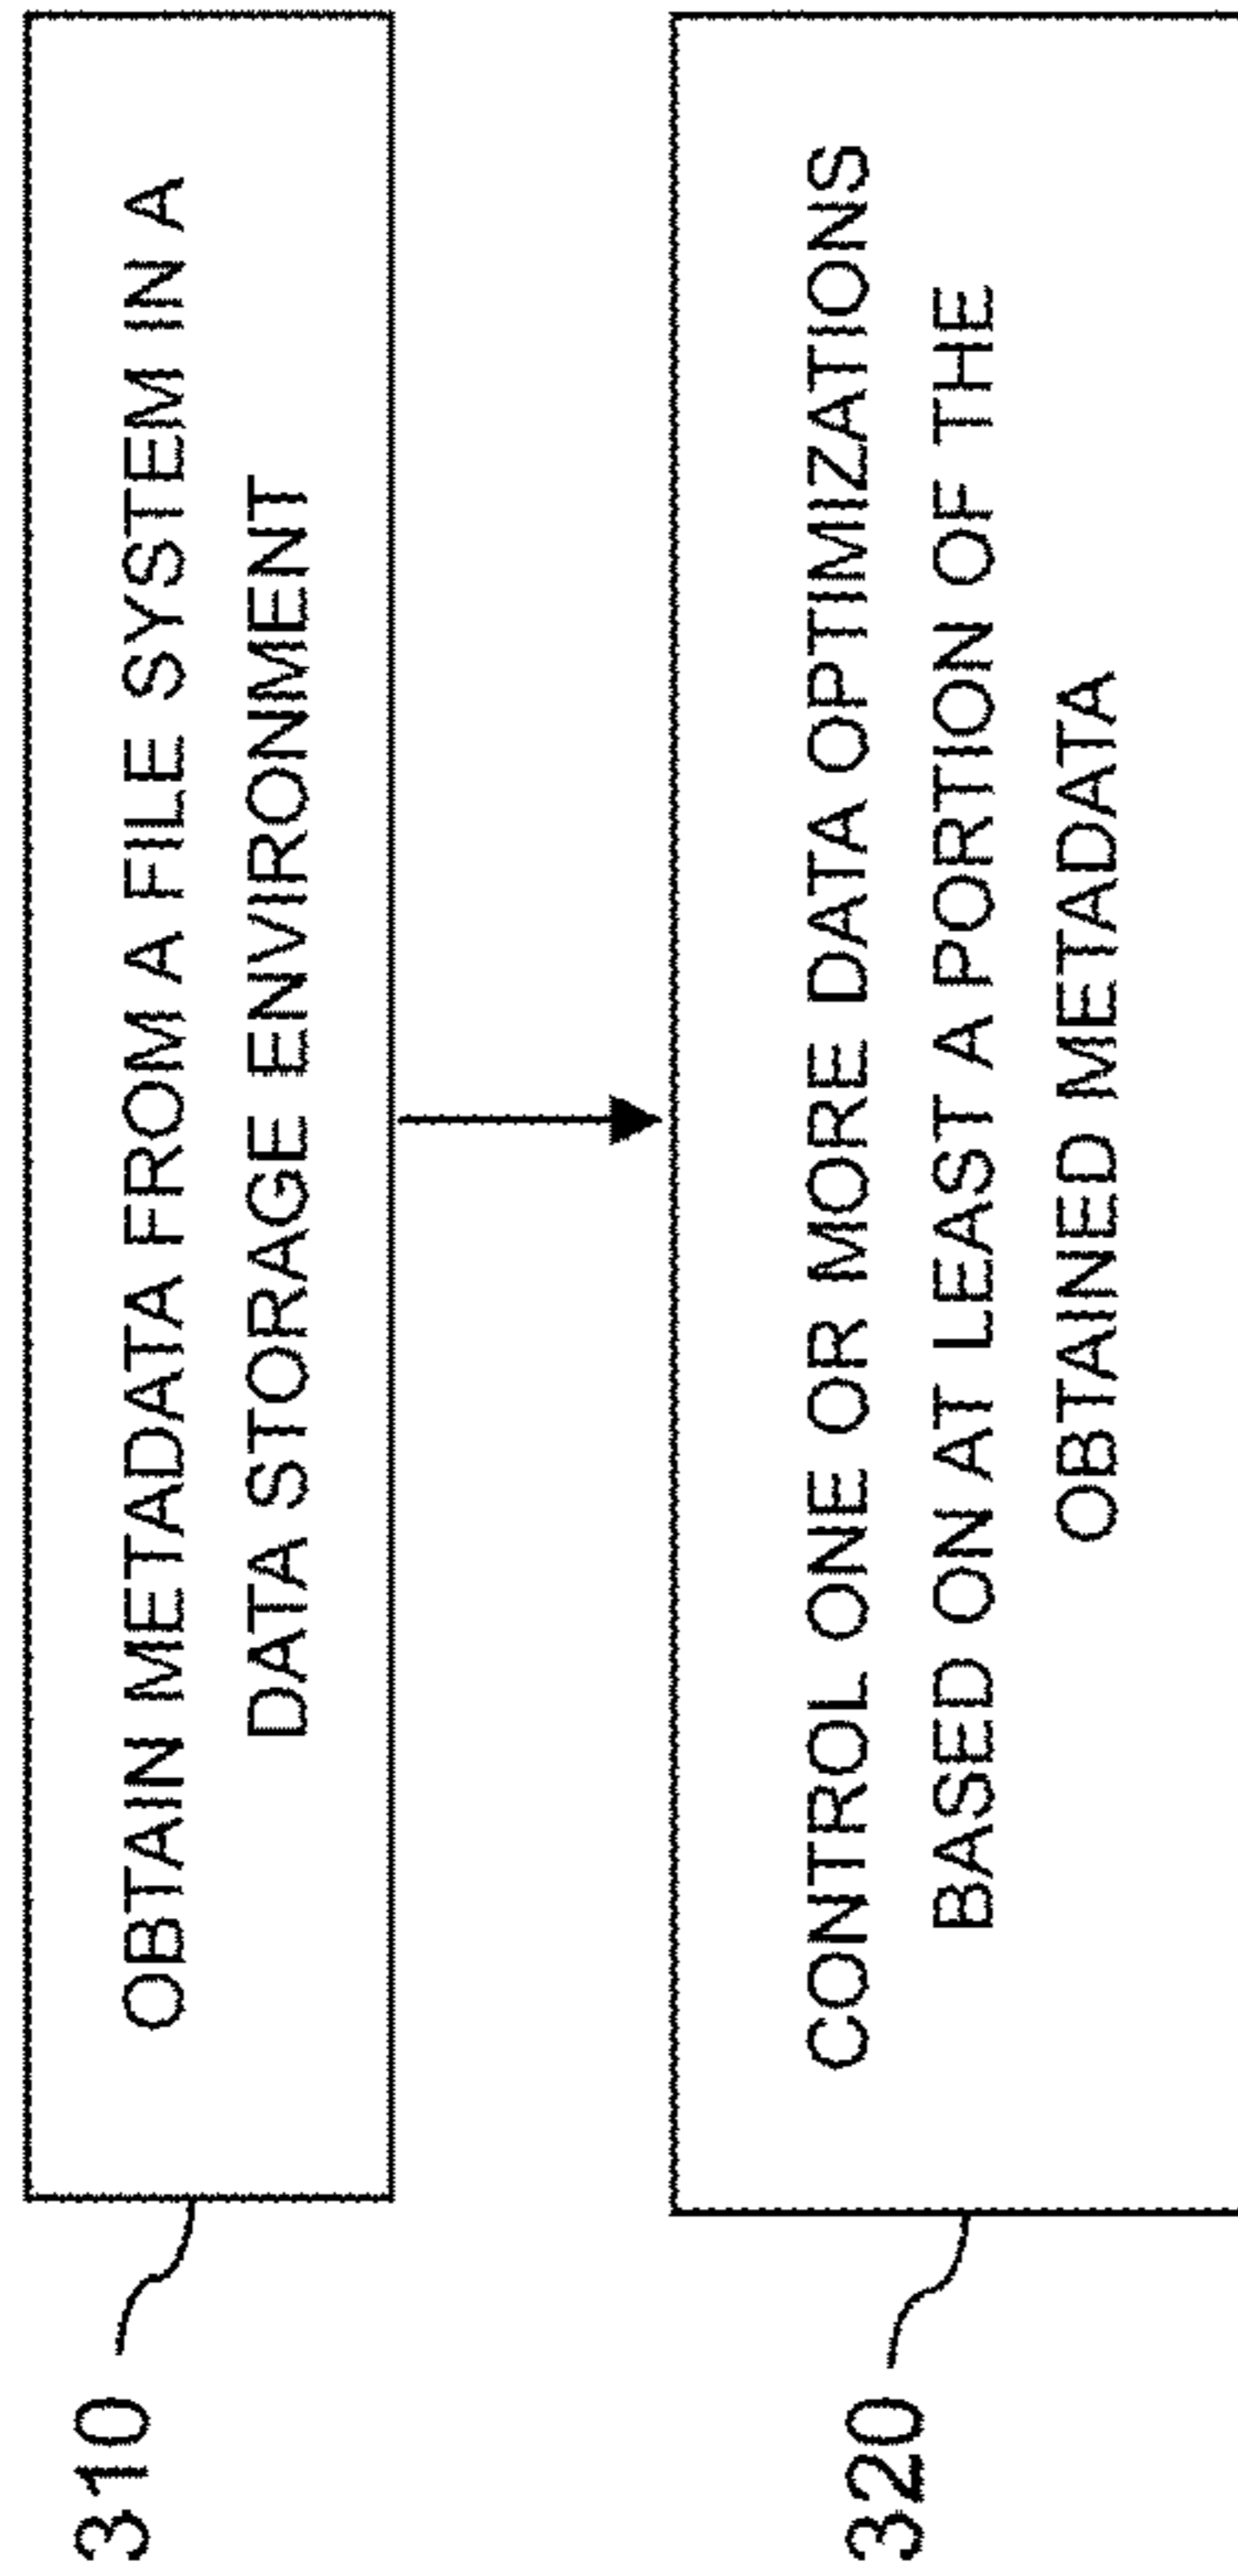 310
OBTAIN METADATA FROM A FILE SYSTEM IN A
DATA STORAGE ENVIRONMENT
320
CONTROL ONE OR MORE DATA OPTIMIZATIONS
BASED ON AT LEAST A PORTION OF THE
OBTAINED METADATA